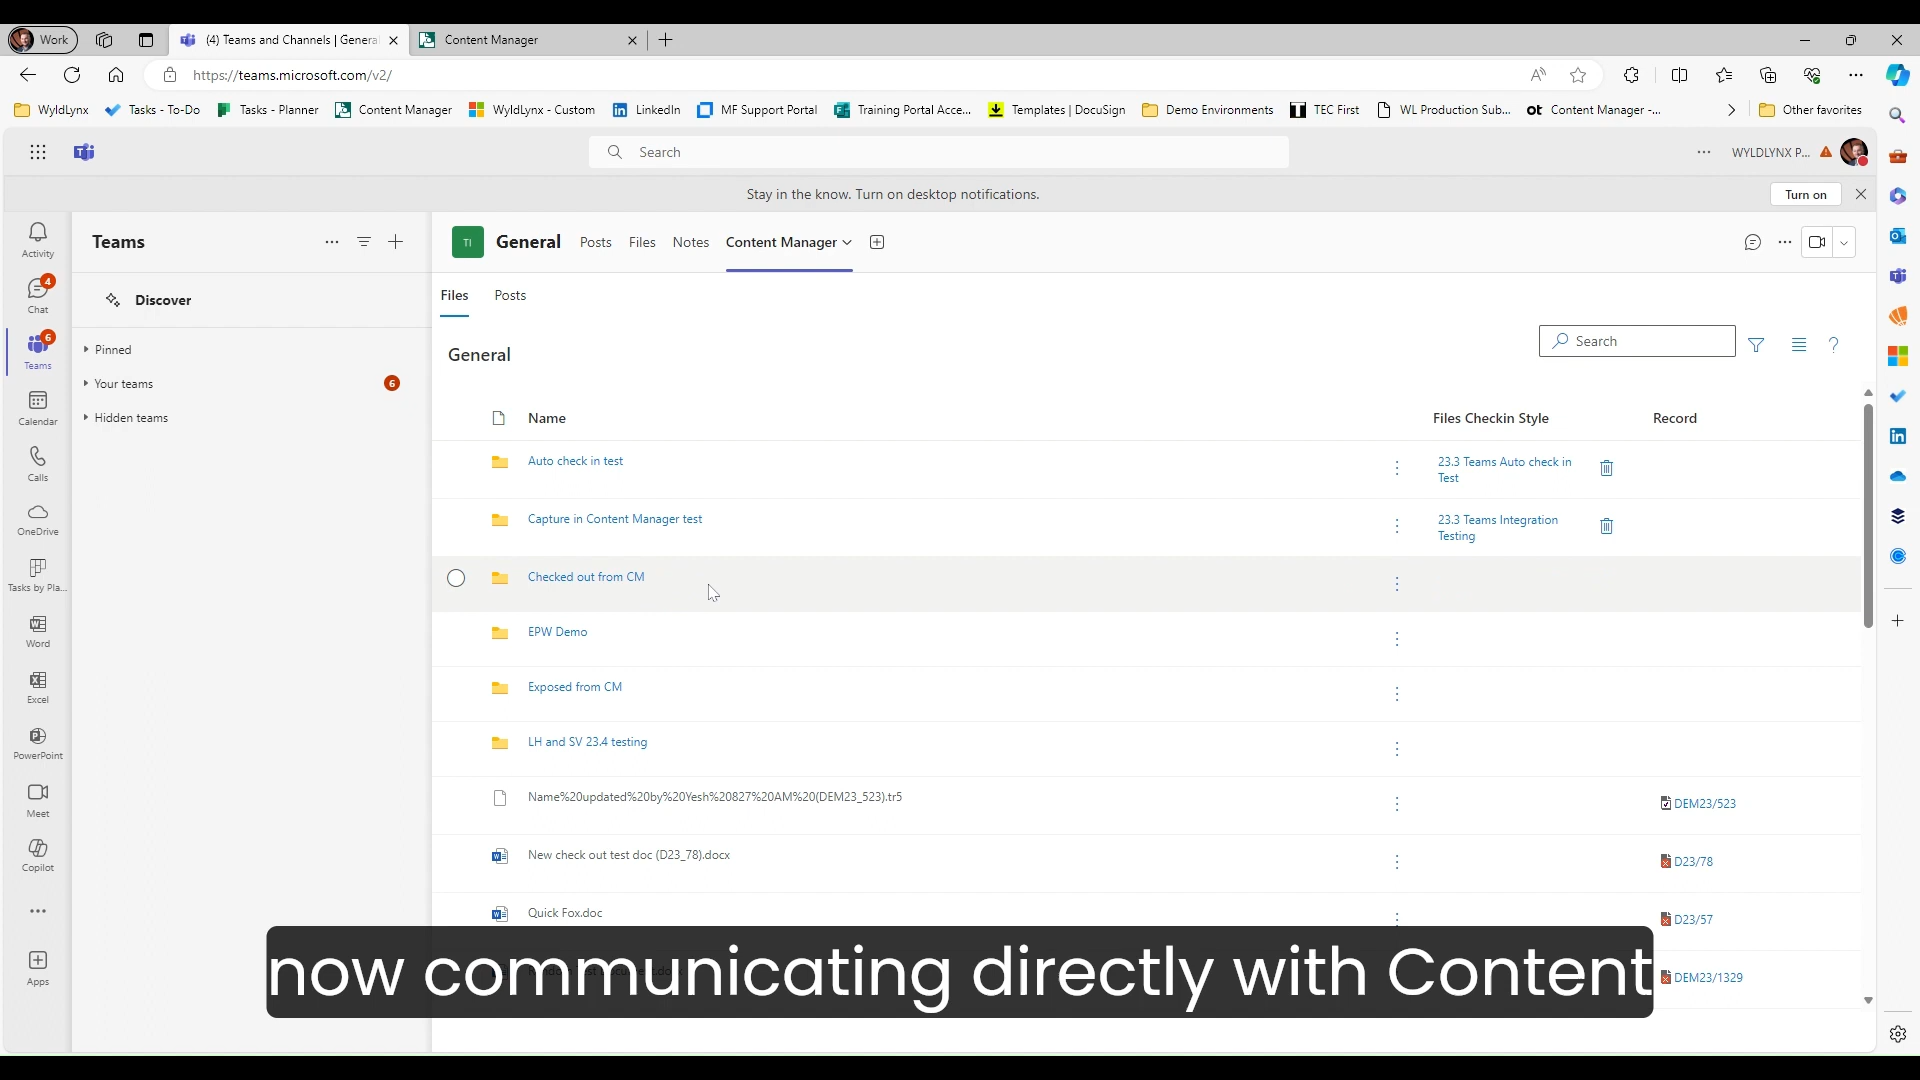 Work
(4) Teams and Channels | General
Content Manager
https://teams.microsoft.com/v2/
WyldLynx
Tasks - To-Do
Tasks - Planner
Content Manager
WyldLynx - Custom
LinkedIn
MF Support Portal
Training Portal Acce...
Templates | DocuSign
Demo Environments
TEC First
WL Production Sub...
Content Manager -...
Other favorites
Search
WYLDLYNX P...
Stay in the know. Turn on desktop notifications.
Turn on
Activity
4
Chat
6
Teams
Calendar
Calls
OneDrive
Tasks by Pla...
Word
Excel
PowerPoint
Meet
Copilot
Apps
Teams
Discover
Pinned
Your teams
6
Hidden teams
TI
General
Posts
Files
Notes
Content Manager
Files
Posts
General
Search
Name
Files Checkin Style
Record
Auto check in test
23.3 Teams Auto check in
Test
Capture in Content Manager test
23.3 Teams Integration
Testing
Checked out from CM
EPW Demo
Exposed from CM
LH and SV 23.4 testing
Name%20updated%20by%20Yesh%20827%20AM%20(DEM23_523).tr5
DEM23/523
New check out test doc (D23_78).docx
D23/78
Quick Fox.doc
D23/57
DEM23/1329
now communicating directly with Content